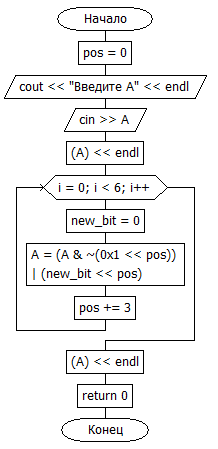 Начало
pos = 0
cout << "Введите A" << endl
cin >> A
(A) << endl
i = 0; i < 6; i++
new_bit = 0
A = (A & ~(0x1 << pos))
| (new_bit << pos)
pos += 3
(A) << endl
return 0
Конец